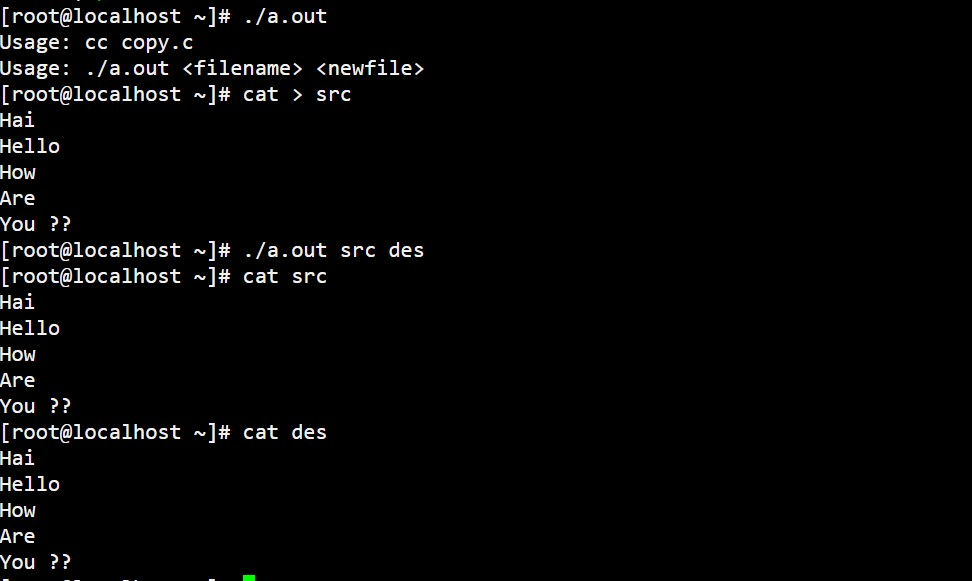 [root@localhost ~]# ./a.out
Usage: cc copy.c
Usage: ./a.out <filename> <newfile>
[root@localhost ~]# cat > src
Hai
Hello
How
Are
You ??
[root@localhost ~]# ./a.out src des
[root@localhost ~]# cat src
Hai
Hello
How
Are
You ??
[root@localhost ~]# cat des
Hai
Hello
How
Are
You ??